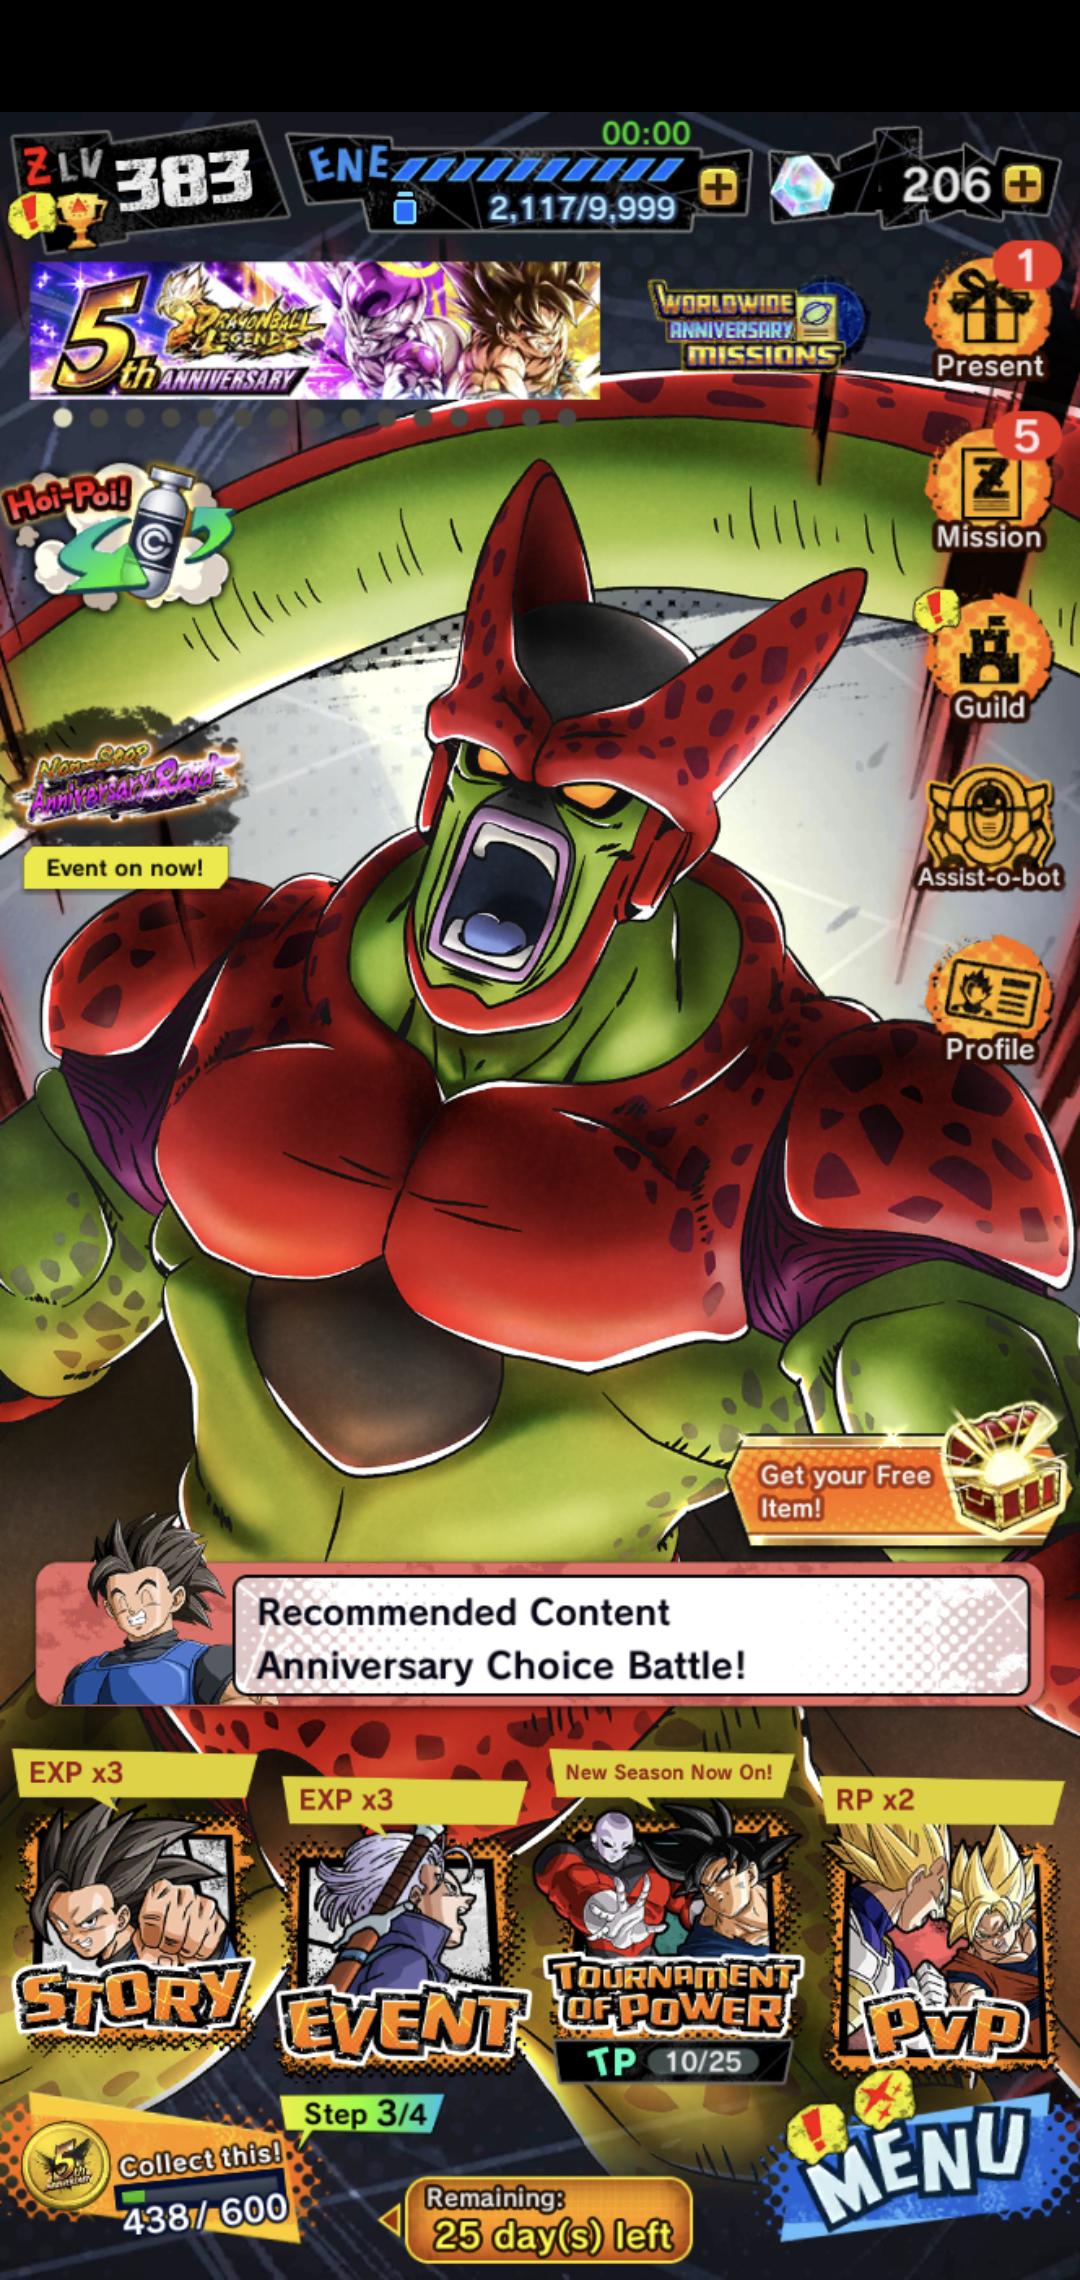 00:00
Z LV 383
ENE
2,117/9,999
206
5th ANNIVERSARY
DRAGONBALL LEGENDS
WORLDWIDE
ANNIVERSARY
MISSIONS
1
Present
5
Z
Mission
Hoi-Poi!
C
Guild
Non-Stop
Anniversary Raid
Event on now!
Assist-o-bot
Profile
Get your Free
Item!
Recommended Content
Anniversary Choice Battle!
EXP x3
EXP x3
New Season Now On!
RP x2
STORY
EVENT
TOURNAMENT
OF POWER
PvP
TP 10/25
Step 3/4
5th
ANNIVERSARY
Collect this!
438/ 600
MENU
Remaining:
25 day(s) left